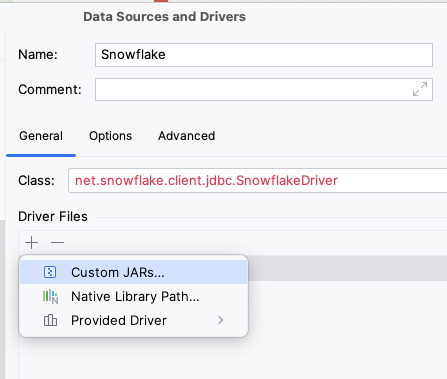 Data Sources and Drivers
Name: Snowflake
Comment:
General Options Advanced
Class: net.snowflake.client.jdbc.SnowflakeDriver
Driver Files
Custom JARs...
Native Library Path...
Provided Driver